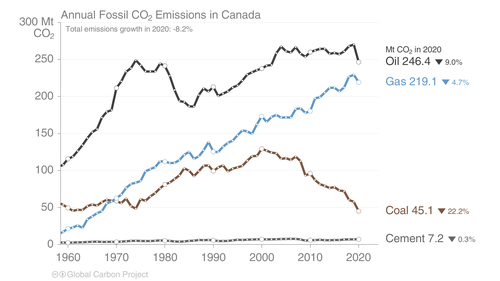 Annual Fossil CO₂ Emissions in Canada
300 Mt
CO₂
Total emissions growth in 2020: -8.2%
250
200
150
100
50
0
1960
1970
1980
1990
2000
2010
2020
Mt CO₂ in 2020
Oil 246.4 ▼ 9.0%
Gas 219.1 ▼ 4.7%
Coal 45.1 ▼ 22.2%
Cement 7.2 ▼ 0.3%
Global Carbon Project